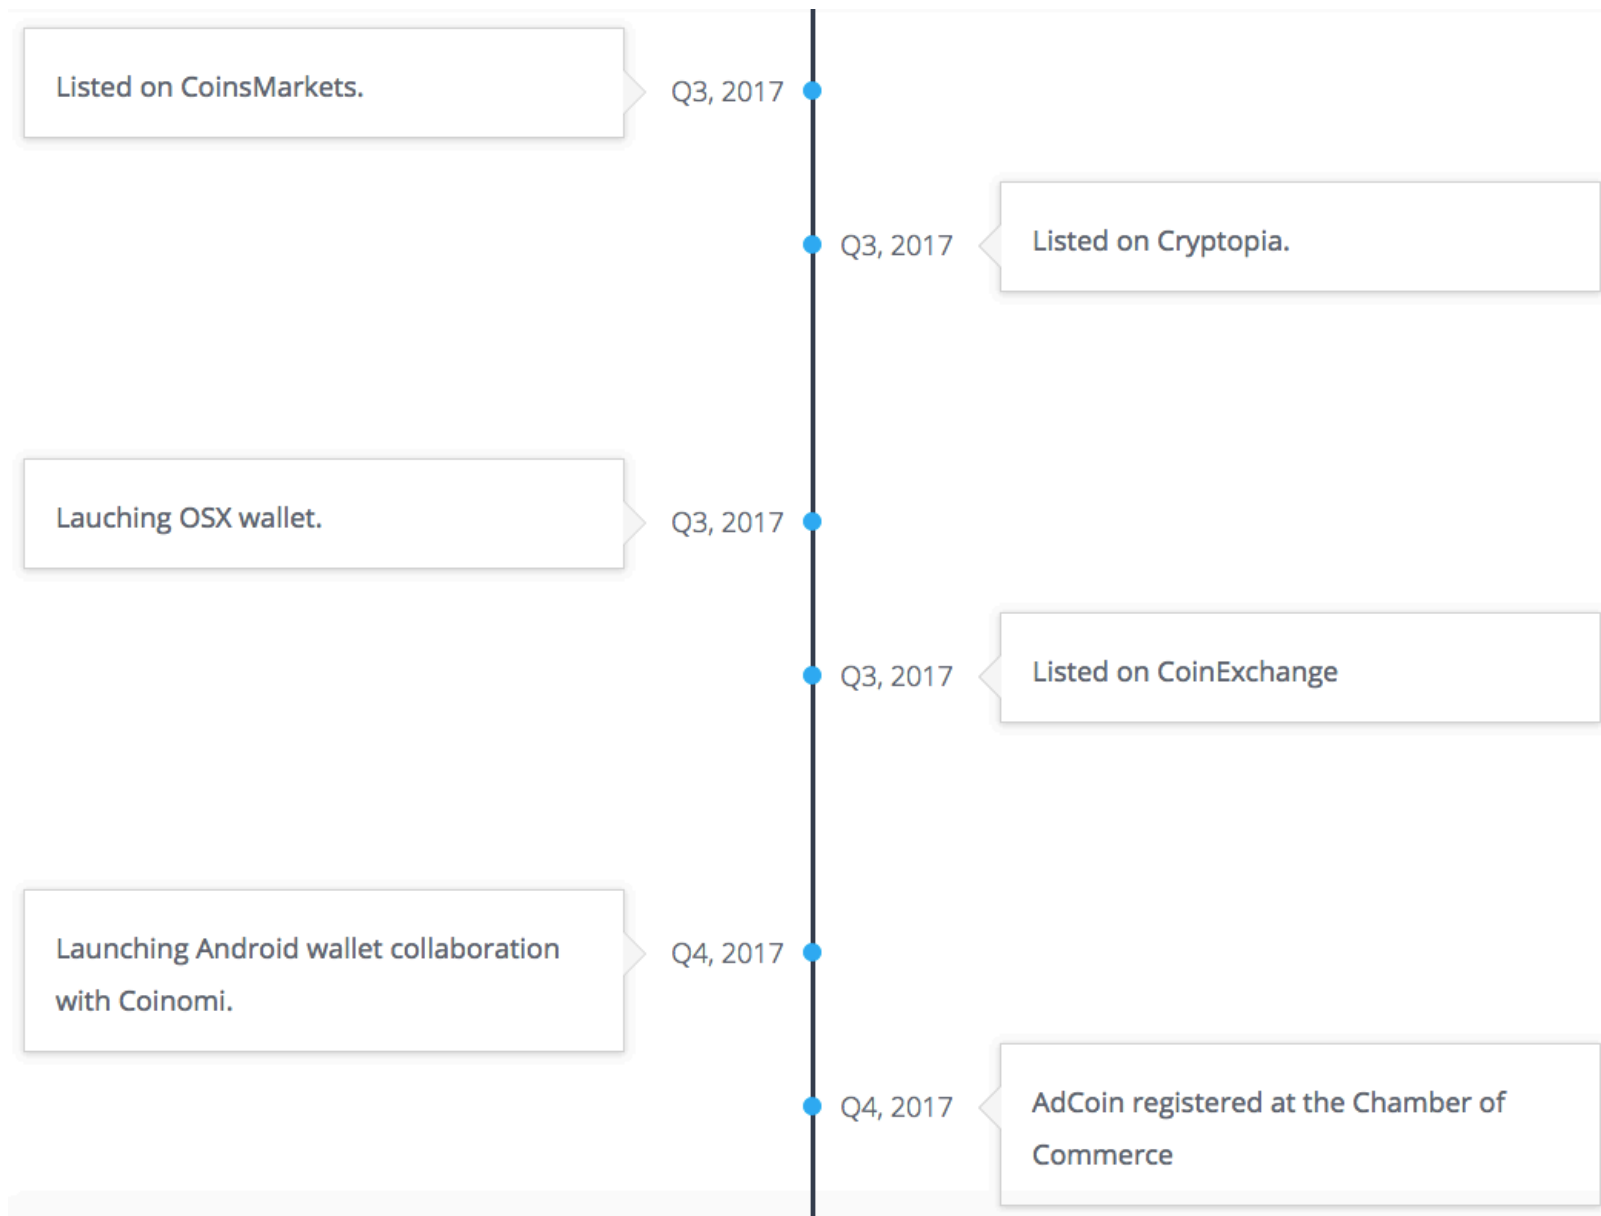 Listed on CoinsMarkets.
Q3, 2017
Q3, 2017
Listed on Cryptopia.
Lauching OSX wallet.
Q3, 2017
Q3, 2017
Listed on CoinExchange
Launching Android wallet collaboration
with Coinomi.
Q4, 2017
Q4, 2017
AdCoin registered at the Chamber of
Commerce